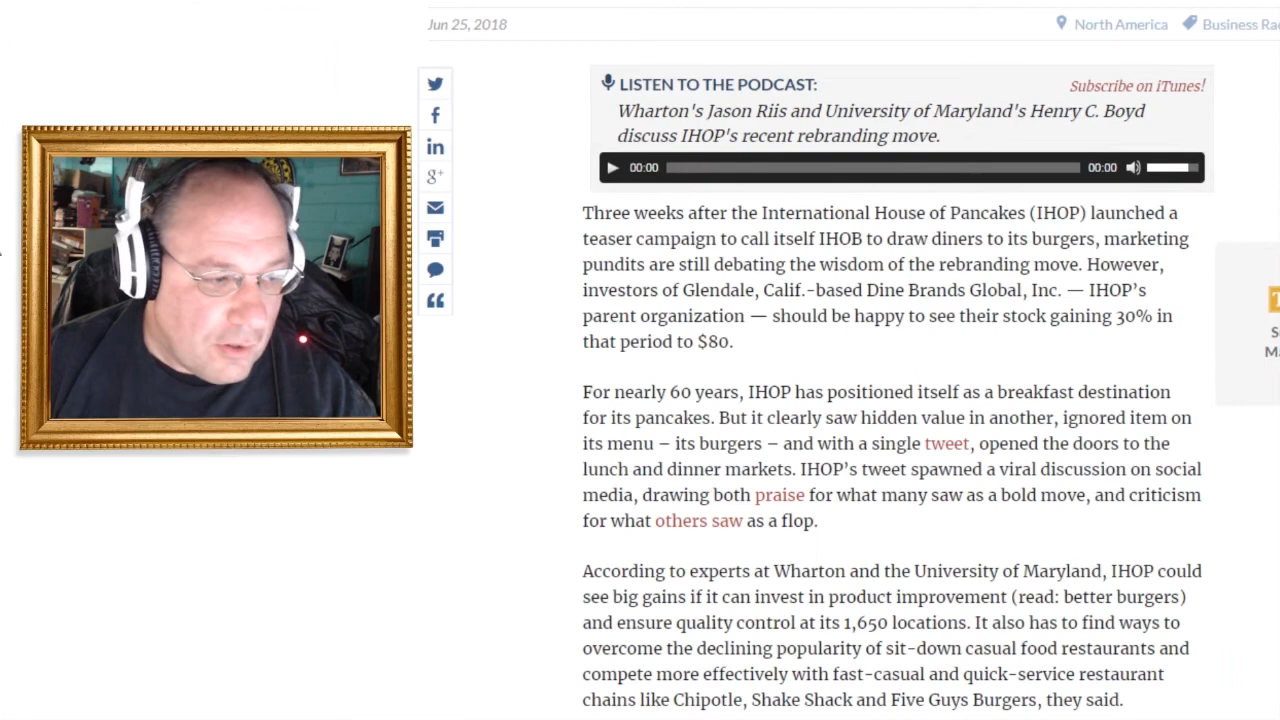 Jun 25, 2018
North America
Business Ra
LISTEN TO THE PODCAST:
Subscribe on iTunes!
Wharton's Jason Riis and University of Maryland's Henry C. Boyd
discuss IHOP's recent rebranding move.
00:00
00:00
Three weeks after the International House of Pancakes (IHOP) launched a
teaser campaign to call itself IHOB to draw diners to its burgers, marketing
pundits are still debating the wisdom of the rebranding move. However,
investors of Glendale, Calif.-based Dine Brands Global, Inc. — IHOP’s
parent organization — should be happy to see their stock gaining 30% in
that period to $80.
For nearly 60 years, IHOP has positioned itself as a breakfast destination
for its pancakes. But it clearly saw hidden value in another, ignored item on
its menu – its burgers – and with a single tweet, opened the doors to the
lunch and dinner markets. IHOP’s tweet spawned a viral discussion on social
media, drawing both praise for what many saw as a bold move, and criticism
for what others saw as a flop.
According to experts at Wharton and the University of Maryland, IHOP could
see big gains if it can invest in product improvement (read: better burgers)
and ensure quality control at its 1,650 locations. It also has to find ways to
overcome the declining popularity of sit-down casual food restaurants and
compete more effectively with fast-casual and quick-service restaurant
chains like Chipotle, Shake Shack and Five Guys Burgers, they said.